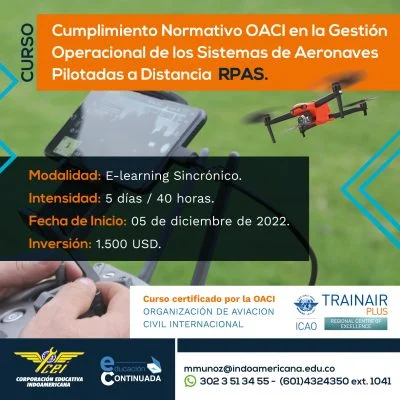 CURSO
Cumplimiento Normativo OACI en la Gestión
Operacional de los Sistemas de Aeronaves
Pilotadas a Distancia RPAS.
Modalidad: E-learning Sincrónico.
Intensidad: 5 días / 40 horas.
Fecha de Inicio: 05 de diciembre de 2022.
Inversión: 1.500 USD.
Curso certificado por la OACI
ORGANIZACIÓN DE AVIACION
CIVIL INTERNACIONAL
ICAO
TRAINAIR
PLUS
REGIONAL CENTRE OF
EXCELLENCE
CEI
CORPORACIÓN EDUCATIVA
INDOAMERICANA
educación
CONTINUADA
mmunoz@indoamericana.edu.co
302 3 51 34 55 - (601)4324350 ext. 1041